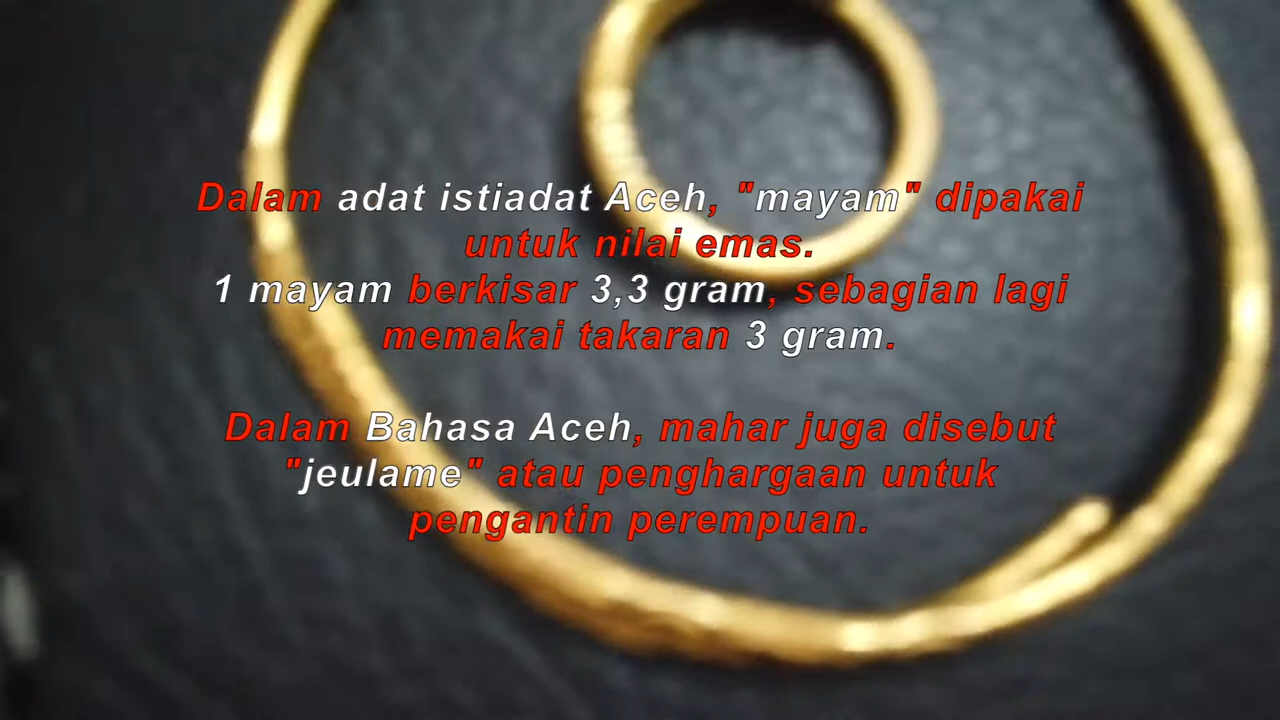 Dalam adat istiadat Aceh, "mayam" dipakai
untuk nilai emas.
1 mayam berkisar 3,3 gram, sebagian lagi
memakai takaran 3 gram.
Dalam Bahasa Aceh, mahar juga disebut
"jeulame" atau penghargaan untuk
pengantin perempuan.